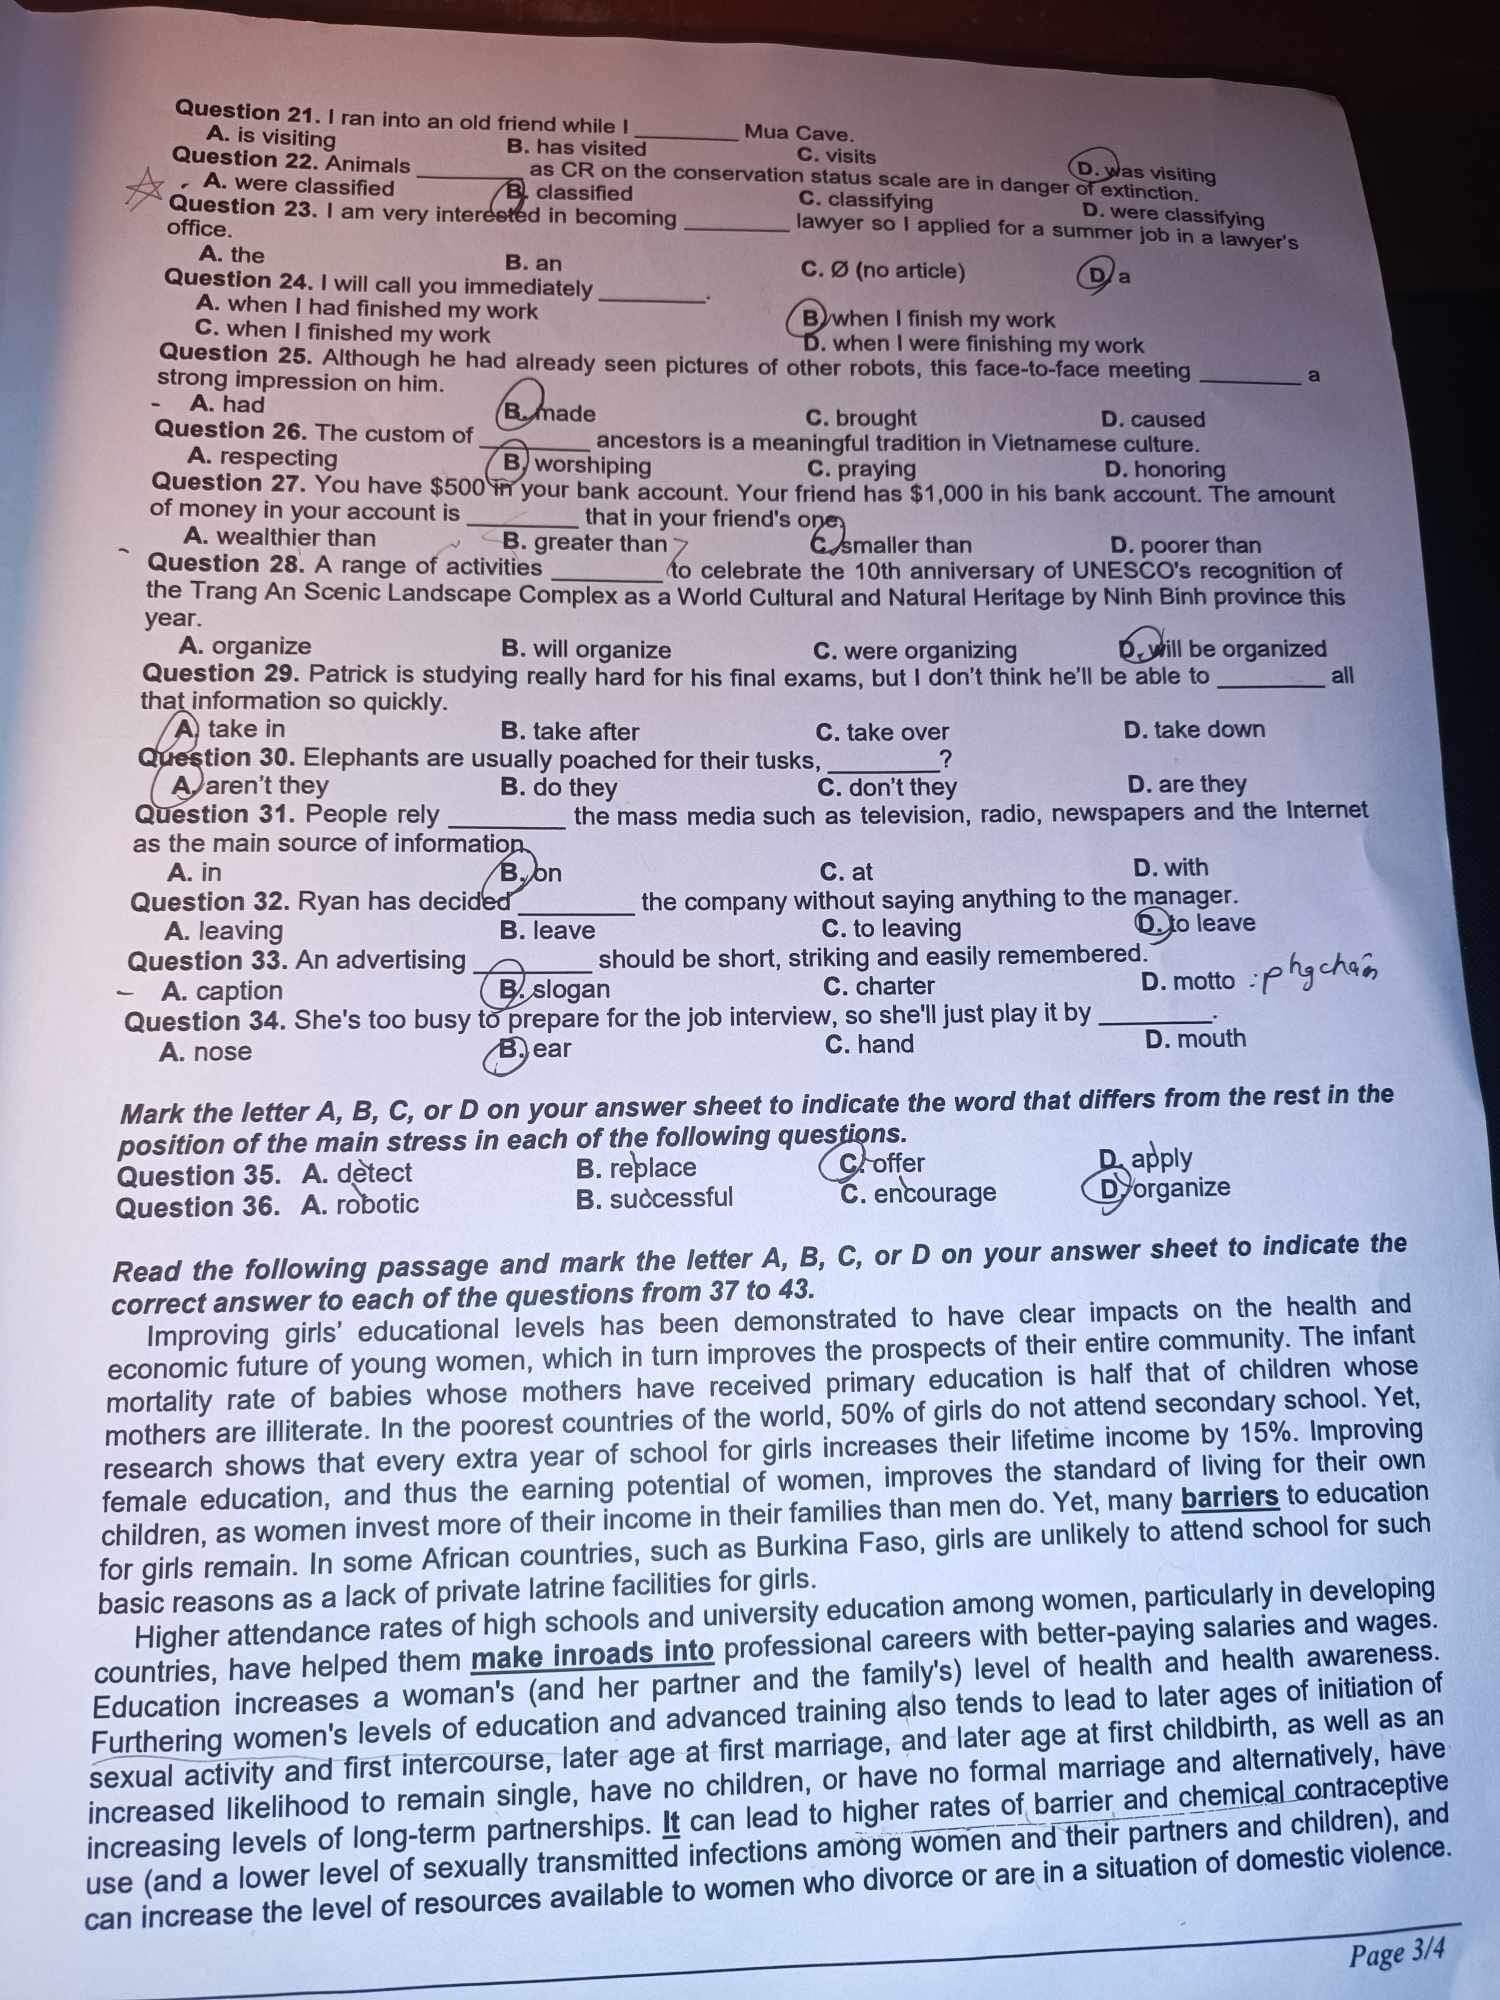 Question 21. I ran into an old friend while I _________ Mua Cave.
A. is visiting B. has visited C. visits D. was visiting
Question 22. Animals _________ as CR on the conservation status scale are in danger of extinction.
A. were classified B. classified C. classifying D. were classifying
Question 23. I am very interested in becoming _________ lawyer so I applied for a summer job in a lawyer's
office.
A. the B. an C. Ø (no article) D. a
Question 24. I will call you immediately _________.
A. when I had finished my work B. when I finish my work
C. when I finished my work D. when I were finishing my work
Question 25. Although he had already seen pictures of other robots, this face-to-face meeting _________ a
strong impression on him.
A. had B. made C. brought D. caused
Question 26. The custom of _________ ancestors is a meaningful tradition in Vietnamese culture.
A. respecting B. worshiping C. praying D. honoring
Question 27. You have $500 in your bank account. Your friend has $1,000 in his bank account. The amount
of money in your account is _________ that in your friend's one.
A. wealthier than B. greater than C. smaller than D. poorer than
Question 28. A range of activities _________ to celebrate the 10th anniversary of UNESCO's recognition of
the Trang An Scenic Landscape Complex as a World Cultural and Natural Heritage by Ninh Binh province this
year.
A. organize B. will organize C. were organizing D. will be organized
Question 29. Patrick is studying really hard for his final exams, but I don't think he'll be able to _________ all
that information so quickly.
A. take in B. take after C. take over D. take down
Question 30. Elephants are usually poached for their tusks, _________?
A. aren't they B. do they C. don't they D. are they
Question 31. People rely _________ the mass media such as television, radio, newspapers and the Internet
as the main source of information.
A. in B. on C. at D. with
Question 32. Ryan has decided _________ the company without saying anything to the manager.
A. leaving B. leave C. to leaving D. to leave
Question 33. An advertising _________ should be short, striking and easily remembered.
A. caption B. slogan C. charter D. motto : phg châm
Question 34. She's too busy to prepare for the job interview, so she'll just play it by _________.
A. nose B. ear C. hand D. mouth
Mark the letter A, B, C, or D on your answer sheet to indicate the word that differs from the rest in the
position of the main stress in each of the following questions.
Question 35. A. detect B. replace C. offer D. apply
Question 36. A. robotic B. successful C. encourage D. organize
Read the following passage and mark the letter A, B, C, or D on your answer sheet to indicate the
correct answer to each of the questions from 37 to 43.
Improving girls' educational levels has been demonstrated to have clear impacts on the health and
economic future of young women, which in turn improves the prospects of their entire community. The infant
mortality rate of babies whose mothers have received primary education is half that of children whose
mothers are illiterate. In the poorest countries of the world, 50% of girls do not attend secondary school. Yet,
research shows that every extra year of school for girls increases their lifetime income by 15%. Improving
female education, and thus the earning potential of women, improves the standard of living for their own
children, as women invest more of their income in their families than men do. Yet, many barriers to education
for girls remain. In some African countries, such as Burkina Faso, girls are unlikely to attend school for such
basic reasons as a lack of private latrine facilities for girls.
Higher attendance rates of high schools and university education among women, particularly in developing
countries, have helped them make inroads into professional careers with better-paying salaries and wages.
Education increases a woman's (and her partner and the family's) level of health and health awareness.
Furthering women's levels of education and advanced training also tends to lead to later ages of initiation of
sexual activity and first intercourse, later age at first marriage, and later age at first childbirth, as well as an
increased likelihood to remain single, have no children, or have no formal marriage and alternatively, have
increasing levels of long-term partnerships. It can lead to higher rates of barrier and chemical contraceptive
use (and a lower level of sexually transmitted infections among women and their partners and children), and
can increase the level of resources available to women who divorce or are in a situation of domestic violence.
Page 3/4